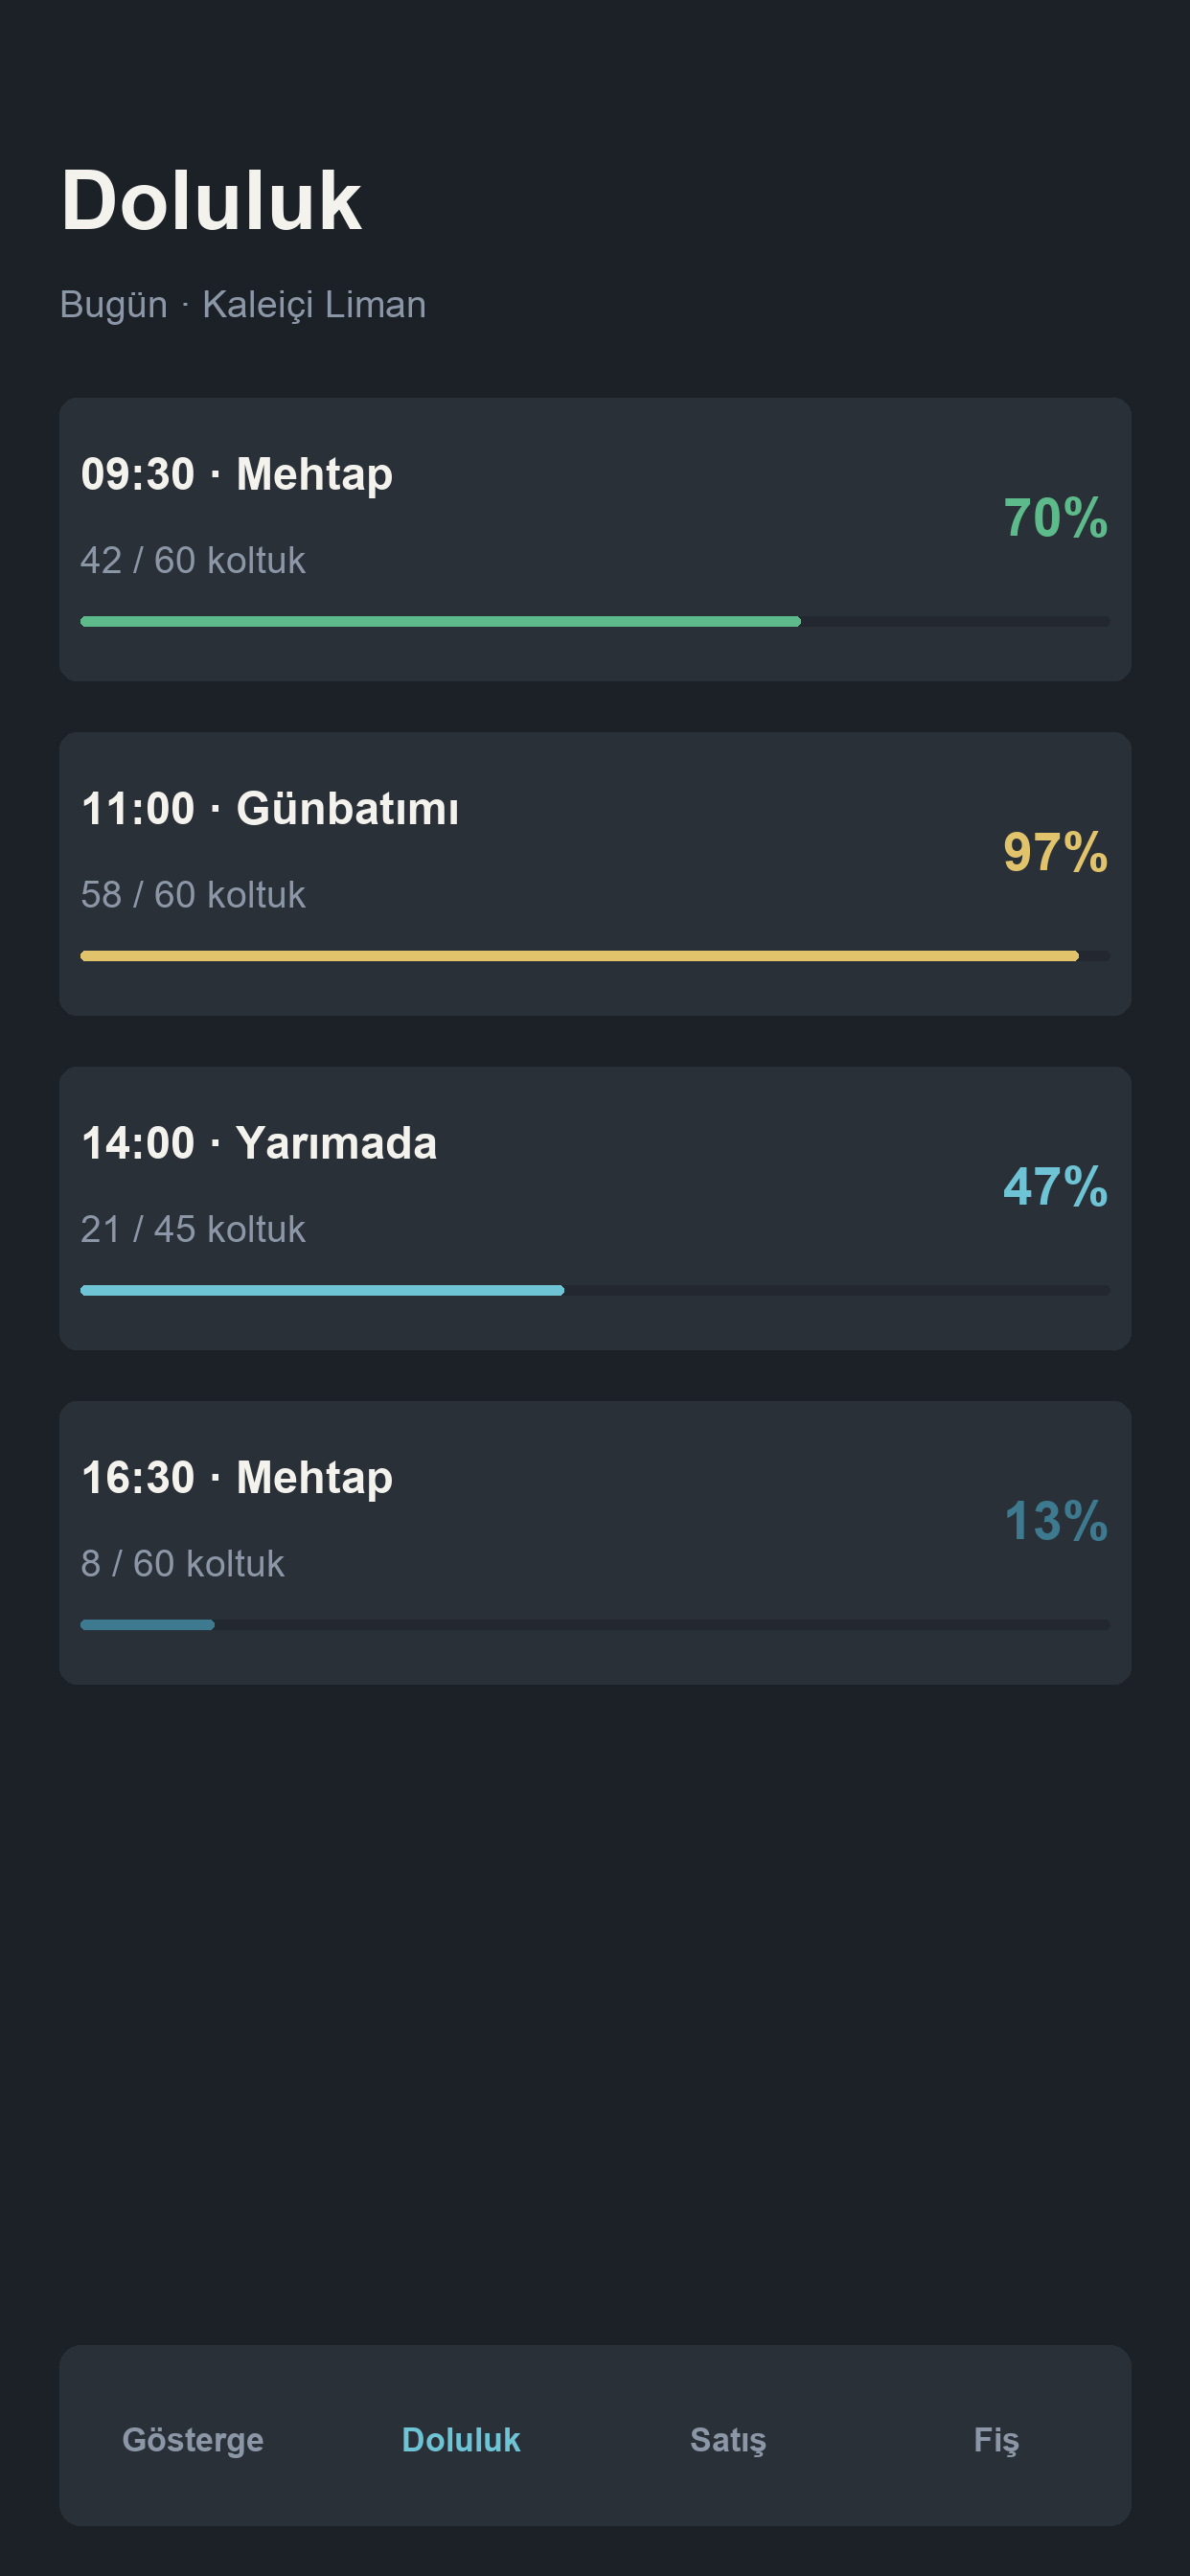 Doluluk
Bugün · Kaleiçi Liman
09:30 · Mehtap
70%
42 / 60 koltuk
11:00 · Günbatımı
97%
58 / 60 koltuk
14:00 · Yarımada
47%
21 / 45 koltuk
16:30 · Mehtap
13%
8 / 60 koltuk
Gösterge Doluluk Satış Fiş